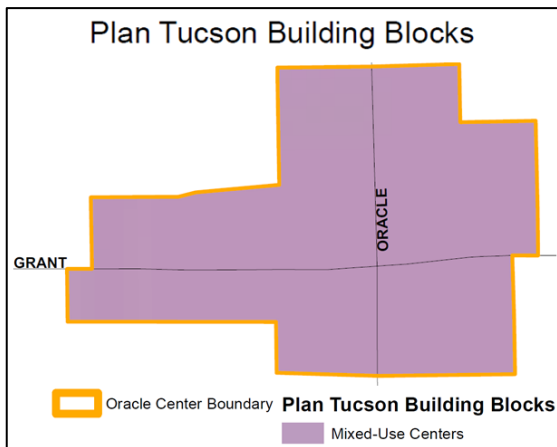 Plan Tucson Building Blocks
ORACLE
GRANT
Oracle Center Boundary
Plan Tucson Building Blocks
Mixed-Use Centers